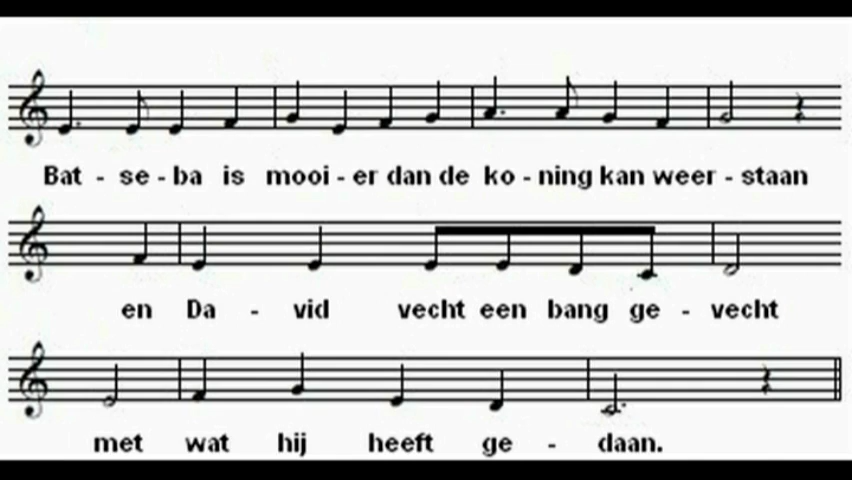 Bat - se - ba is mooi - er dan de ko - ning kan weer - staan
en Da - vid vecht een bang ge - vecht
met wat hij heeft ge - daan.